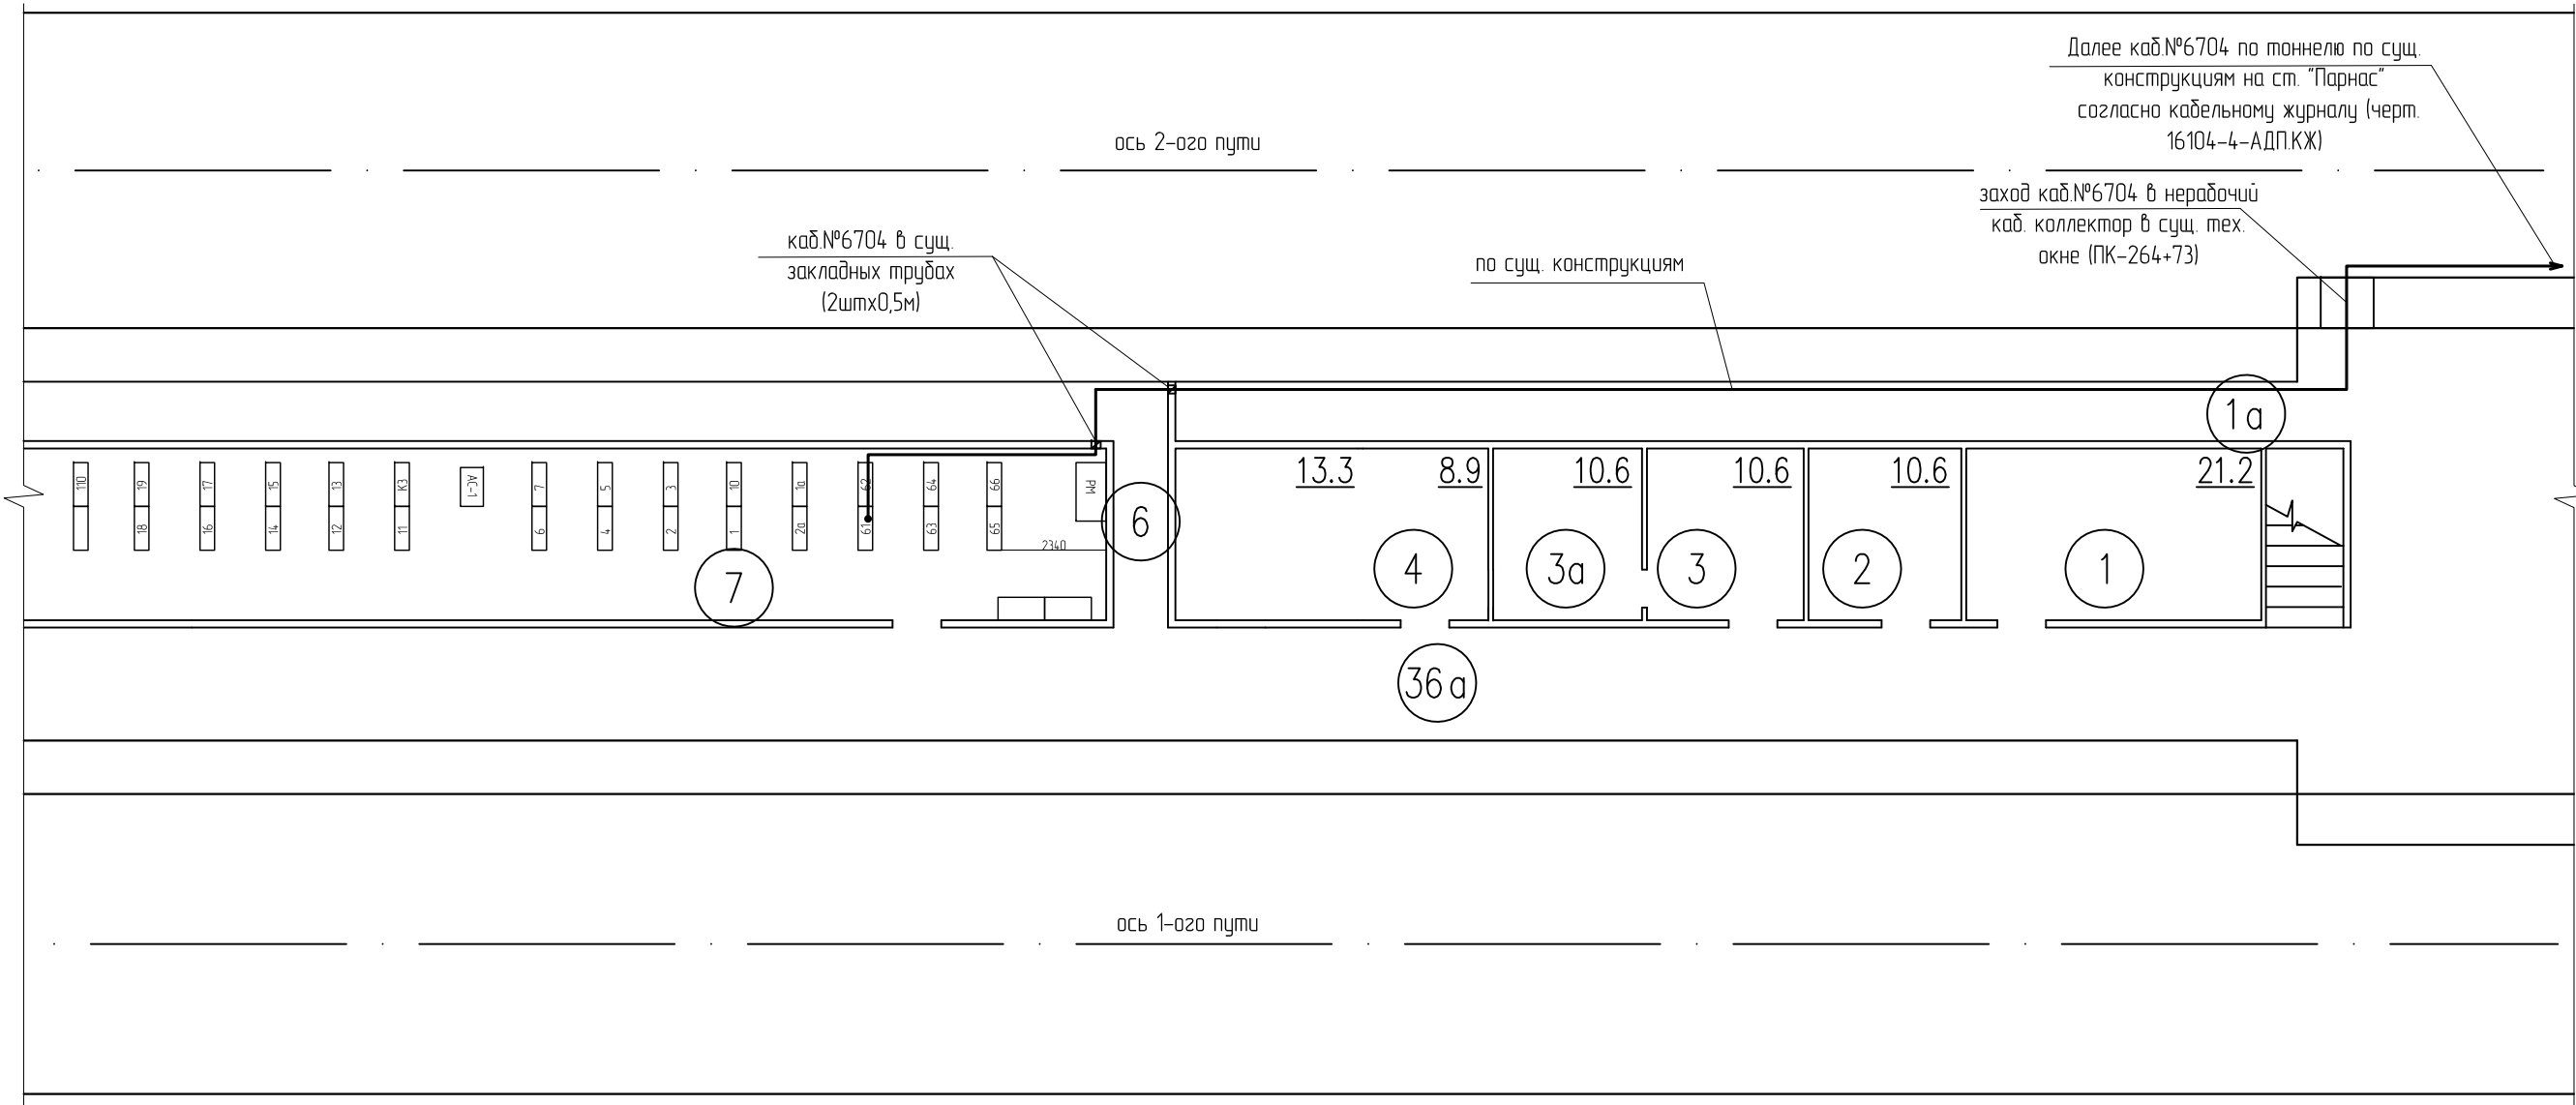 Далее каб.№6704 по тоннелю по сущ.
конструкциям на ст. "Парнас"
согласно кабельному журналу (черт.
16104-4-АДП.КЖ)
ось 2-ого пути
заход каб.№6704 в нерабочий
каб. коллектор в сущ. тех.
окне (ПК-264+73)
каб.№6704 в сущ.
закладных трубах
(2штх0,5м)
по сущ. конструкциям
1а
13.3
8.9
10.6
10.6
10.6
21.2
110
19
17
15
13
К3
АС-1
7
5
3
10
1а
62
64
66
РМ
18
16
14
12
11
6
4
2
1
2а
61
63
65
2340
6
7
4
3а
3
2
1
36а
ось 1-ого пути